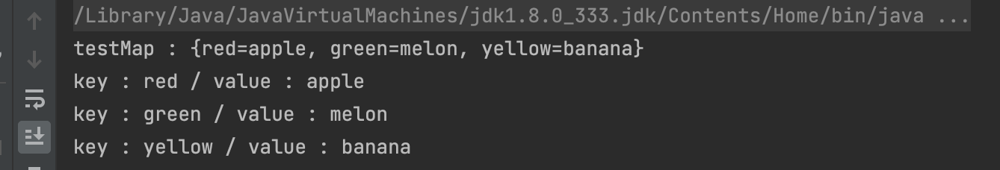 /Library/Java/JavaVirtualMachines/jdk1.8.0_333.jdk/Contents/Home/bin/java ...
testMap : {red=apple, green=melon, yellow=banana}
key : red / value : apple
key : green / value : melon
key : yellow / value : banana